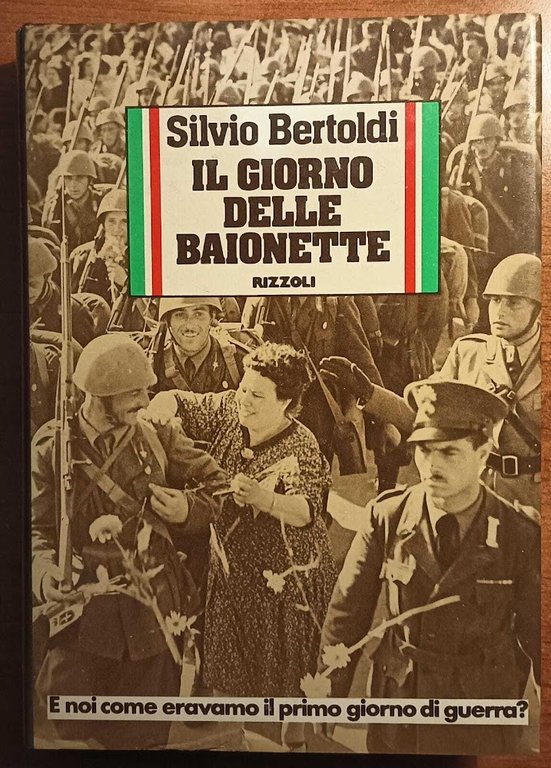 Silvio Bertoldi
IL GIORNO
DELLE
BAIONETTE
RIZZOLI
E noi come eravamo il primo giorno di guerra?